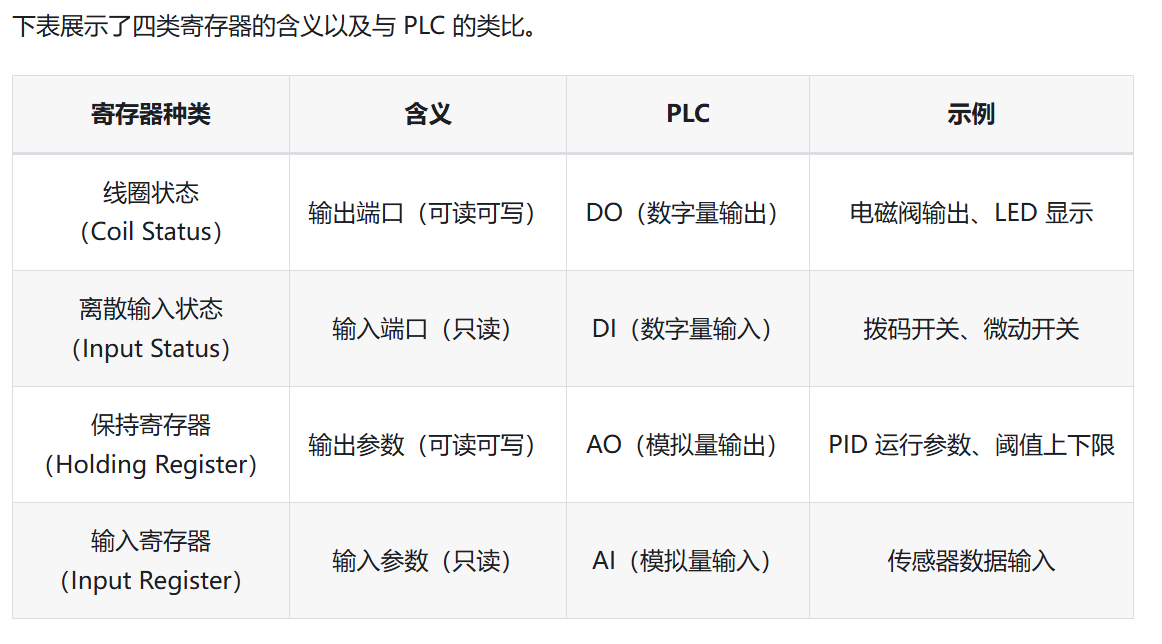 下表展示了四类寄存器的含义以及与 PLC 的类比。
寄存器种类 含义 PLC 示例
线圈状态
（Coil Status） 输出端口（可读可写） DO（数字量输出） 电磁阀输出、LED 显示
离散输入状态
（Input Status） 输入端口（只读） DI（数字量输入） 拨码开关、微动开关
保持寄存器
（Holding Register） 输出参数（可读可写） AO（模拟量输出） PID 运行参数、阈值上下限
输入寄存器
（Input Register） 输入参数（只读） AI（模拟量输入） 传感器数据输入